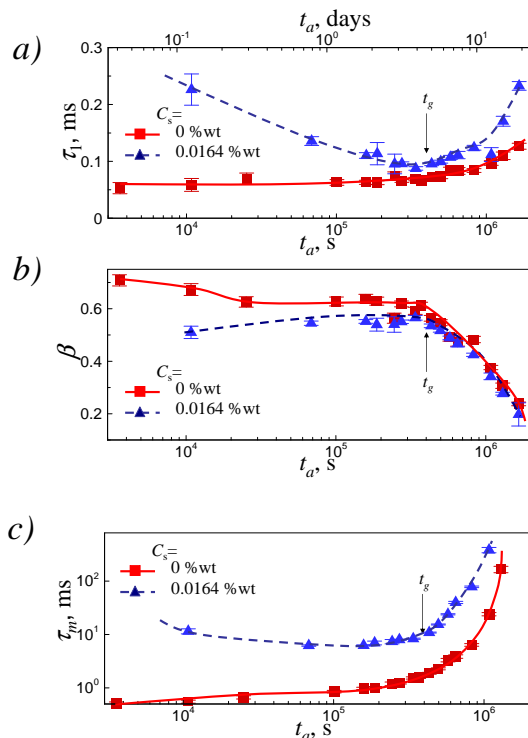 t_a, days
10^-1 10^0 10^1
a)
0.3
0.2
0.1
0
τ_1, ms
C_s=
0 %wt
0.0164 %wt
t_g
10^4 10^5 10^6
t_a, s
b)
0.6
0.4
0.2
β
C_s=
0 %wt
0.0164 %wt
t_g
10^4 10^5 10^6
t_a, s
c)
10^2
10^1
10^0
τ_m, ms
C_s=
0 %wt
0.0164 %wt
t_g
10^4 10^5 10^6
t_a, s